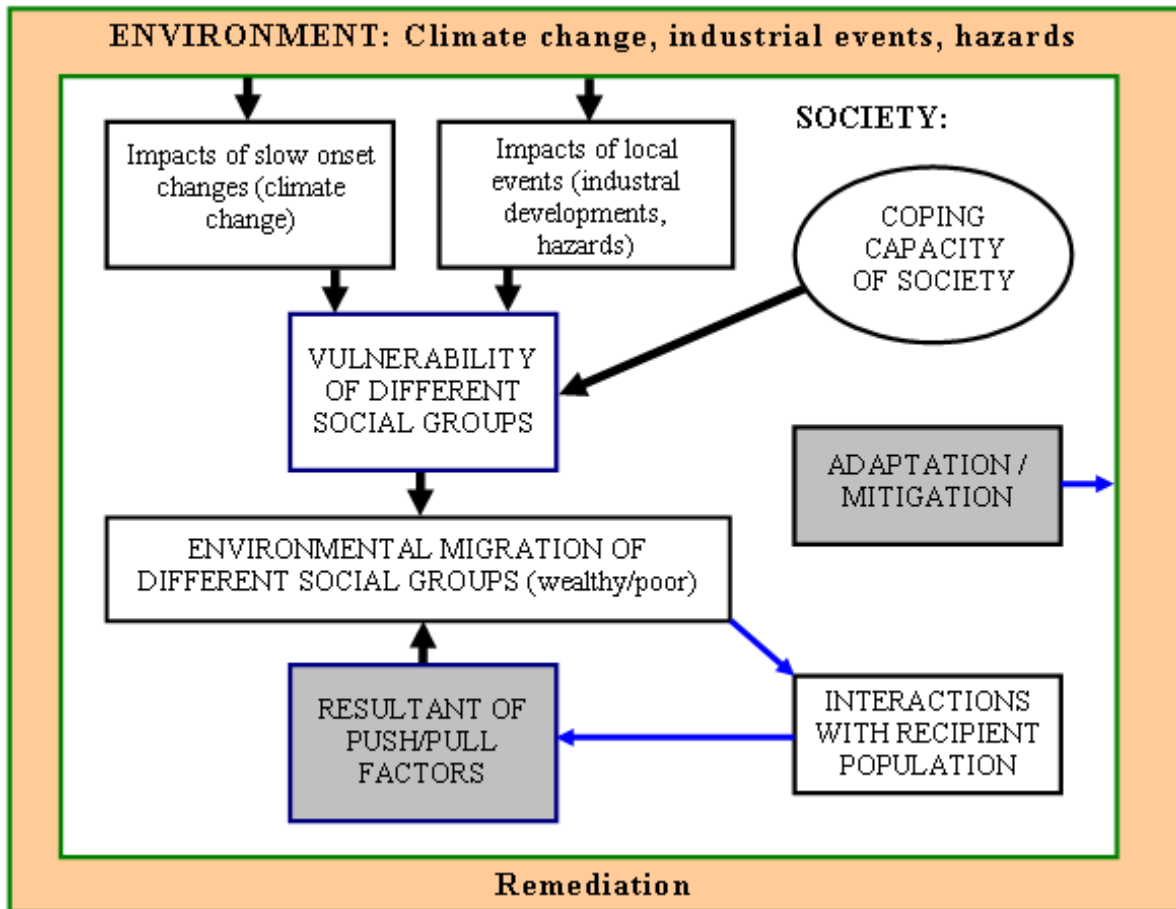 ENVIRONMENT: Climate change, industrial events, hazards
Impacts of slow onset
changes (climate
change)
Impacts of local
events (industral
developments,
hazards)
SOCIETY:
COPING
CAPACITY
OF SOCIETY
VULNERABILITY
OF DIFFERENT
SOCIAL GROUPS
ADAPTATION /
MITIGATION
ENVIRONMENTAL MIGRATION OF
DIFFERENT SOCIAL GROUPS (wealthy/poor)
RESULTANT OF
PUSH/PULL
FACTORS
INTERACTIONS
WITH RECIPIENT
POPULATION
Remediation